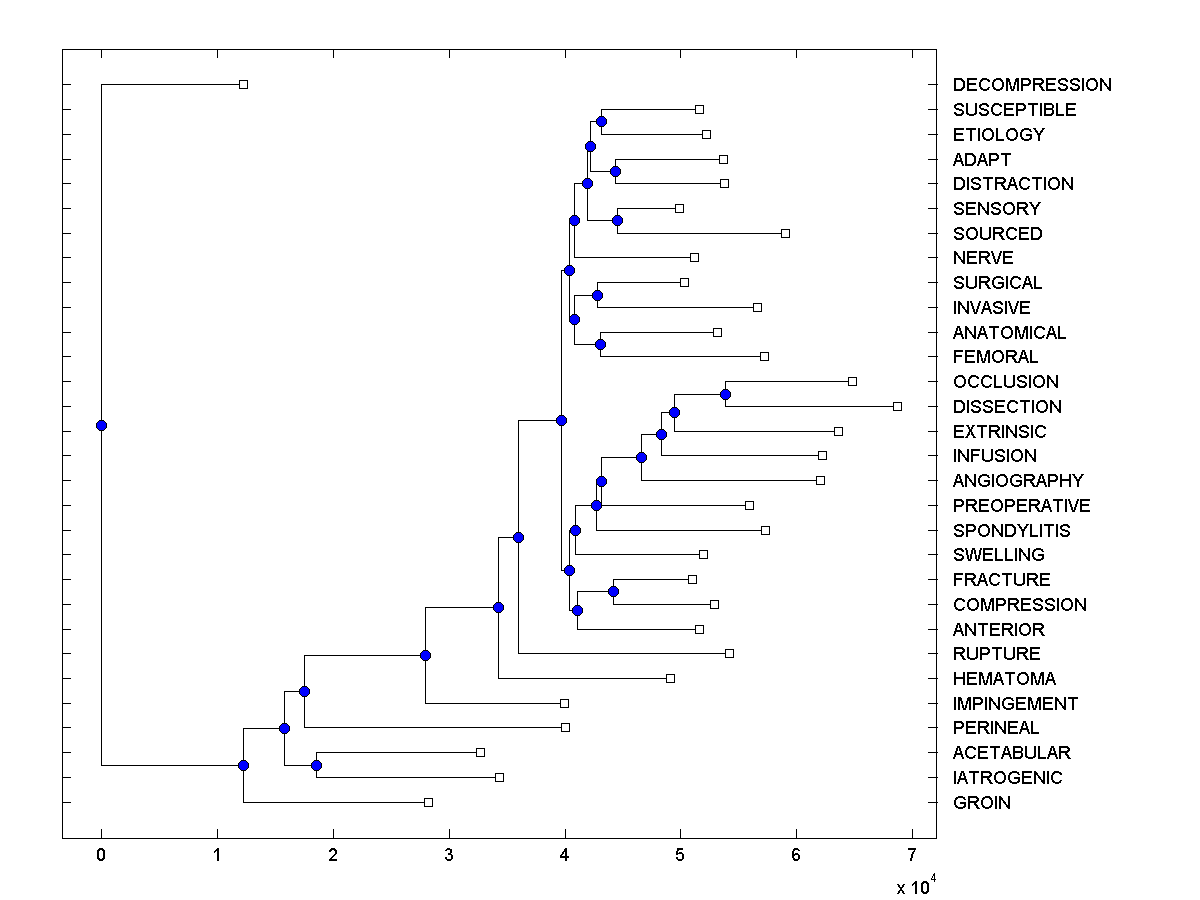 DECOMPRESSION
SUSCEPTIBLE
ETIOLOGY
ADAPT
DISTRACTION
SENSORY
SOURCED
NERVE
SURGICAL
INVASIVE
ANATOMICAL
FEMORAL
OCCLUSION
DISSECTION
EXTRINSIC
INFUSION
ANGIOGRAPHY
PREOPERATIVE
SPONDYLITIS
SWELLING
FRACTURE
COMPRESSION
ANTERIOR
RUPTURE
HEMATOMA
IMPINGEMENT
PERINEAL
ACETABULAR
IATROGENIC
GROIN
0 1 2 3 4 5 6 7
x 10^4